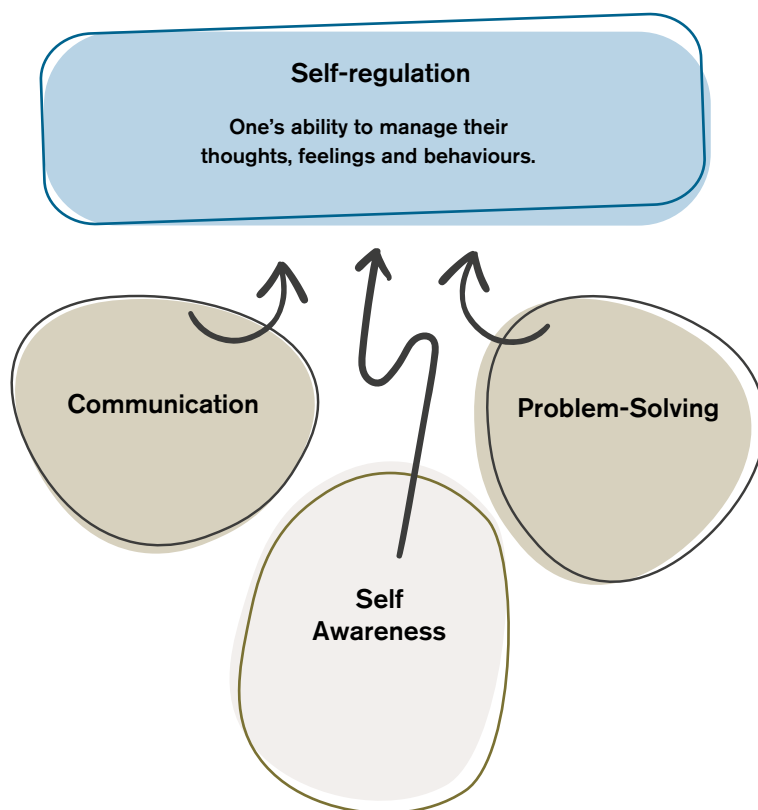 Self-regulation
One’s ability to manage their
thoughts, feelings and behaviours.
Communication
Problem-Solving
Self
Awareness